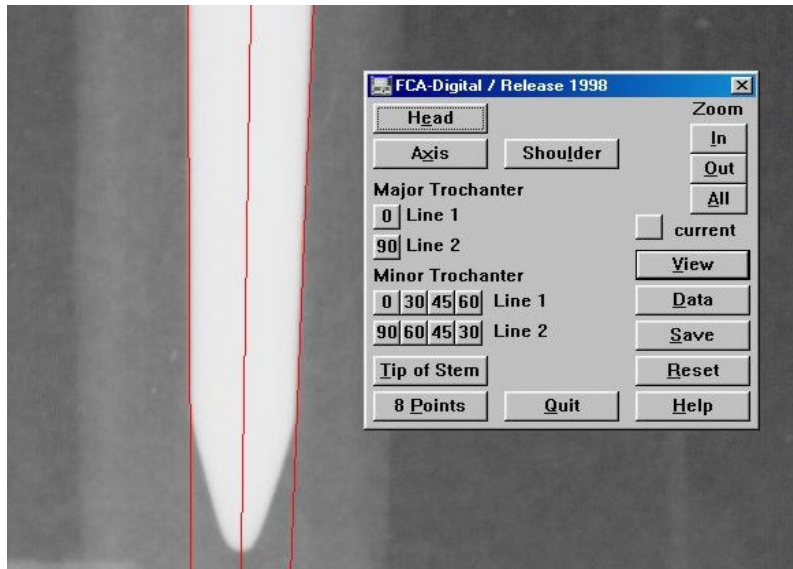 FCA-Digital / Release 1998
Head
Zoom
In
Axis
Shoulder
Out
Major Trochanter
All
0 Line 1
current
90 Line 2
View
Minor Trochanter
0 30 45 60 Line 1
Data
90 60 45 30 Line 2
Save
Tip of Stem
Reset
8 Points
Quit
Help